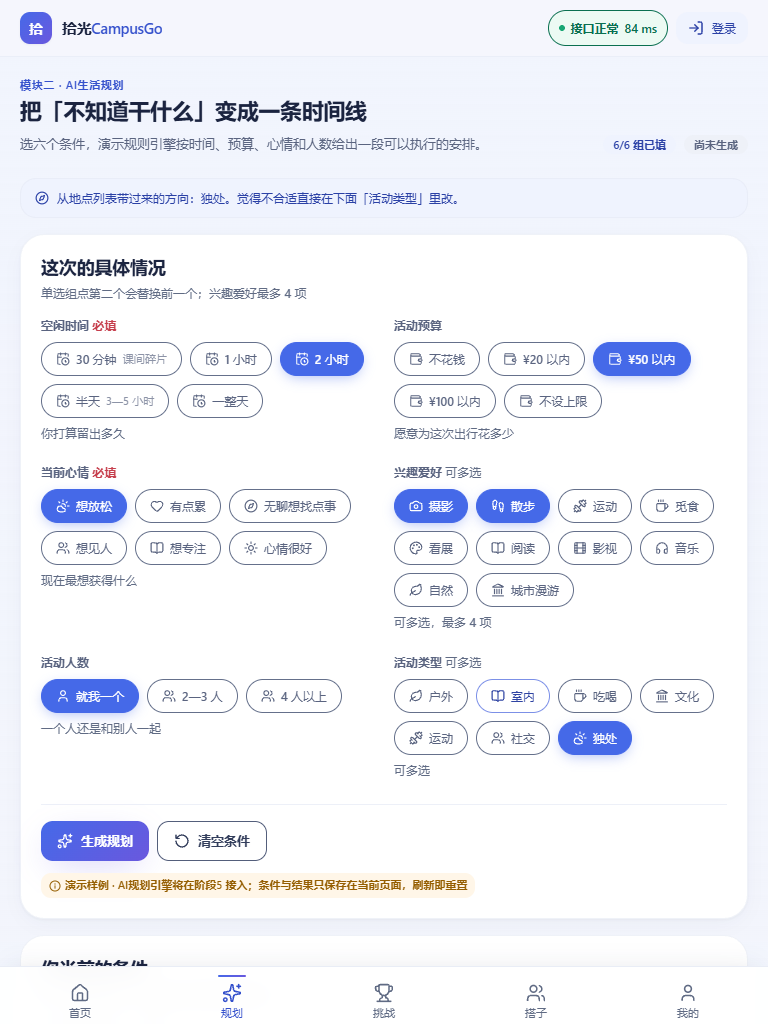 拾 拾光CampusGo 接口正常 84 ms 登录
模块二 · AI生活规划
把「不知道干什么」变成一条时间线
选六个条件，演示规则引擎按时间、预算、心情和人数给出一段可以执行的安排。 6/6 组已填 尚未生成
从地点列表带过来的方向：独处。觉得不合适直接在下面「活动类型」里改。
这次的具体情况
单选组点第二个会替换前一个；兴趣爱好最多 4 项
空闲时间 必填
30 分钟 课间碎片 1 小时 2 小时
半天 3—5 小时 一整天
你打算留出多久
活动预算
不花钱 ¥20 以内 ¥50 以内
¥100 以内 不设上限
愿意为这次出行花多少
当前心情 必填
想放松 有点累 无聊想找点事
想见人 想专注 心情很好
现在最想获得什么
兴趣爱好 可多选
摄影 散步 运动 觅食
看展 阅读 影视 音乐
自然 城市漫游
可多选，最多 4 项
活动人数
就我一个 2—3 人 4 人以上
一个人还是和别人一起
活动类型 可多选
户外 室内 吃喝 文化
运动 社交 独处
可多选
生成规划 清空条件
演示样例 · AI规划引擎将在阶段5 接入；条件与结果只保存在当前页面，刷新即重置
你当前的条件
首页 规划 挑战 搭子 我的